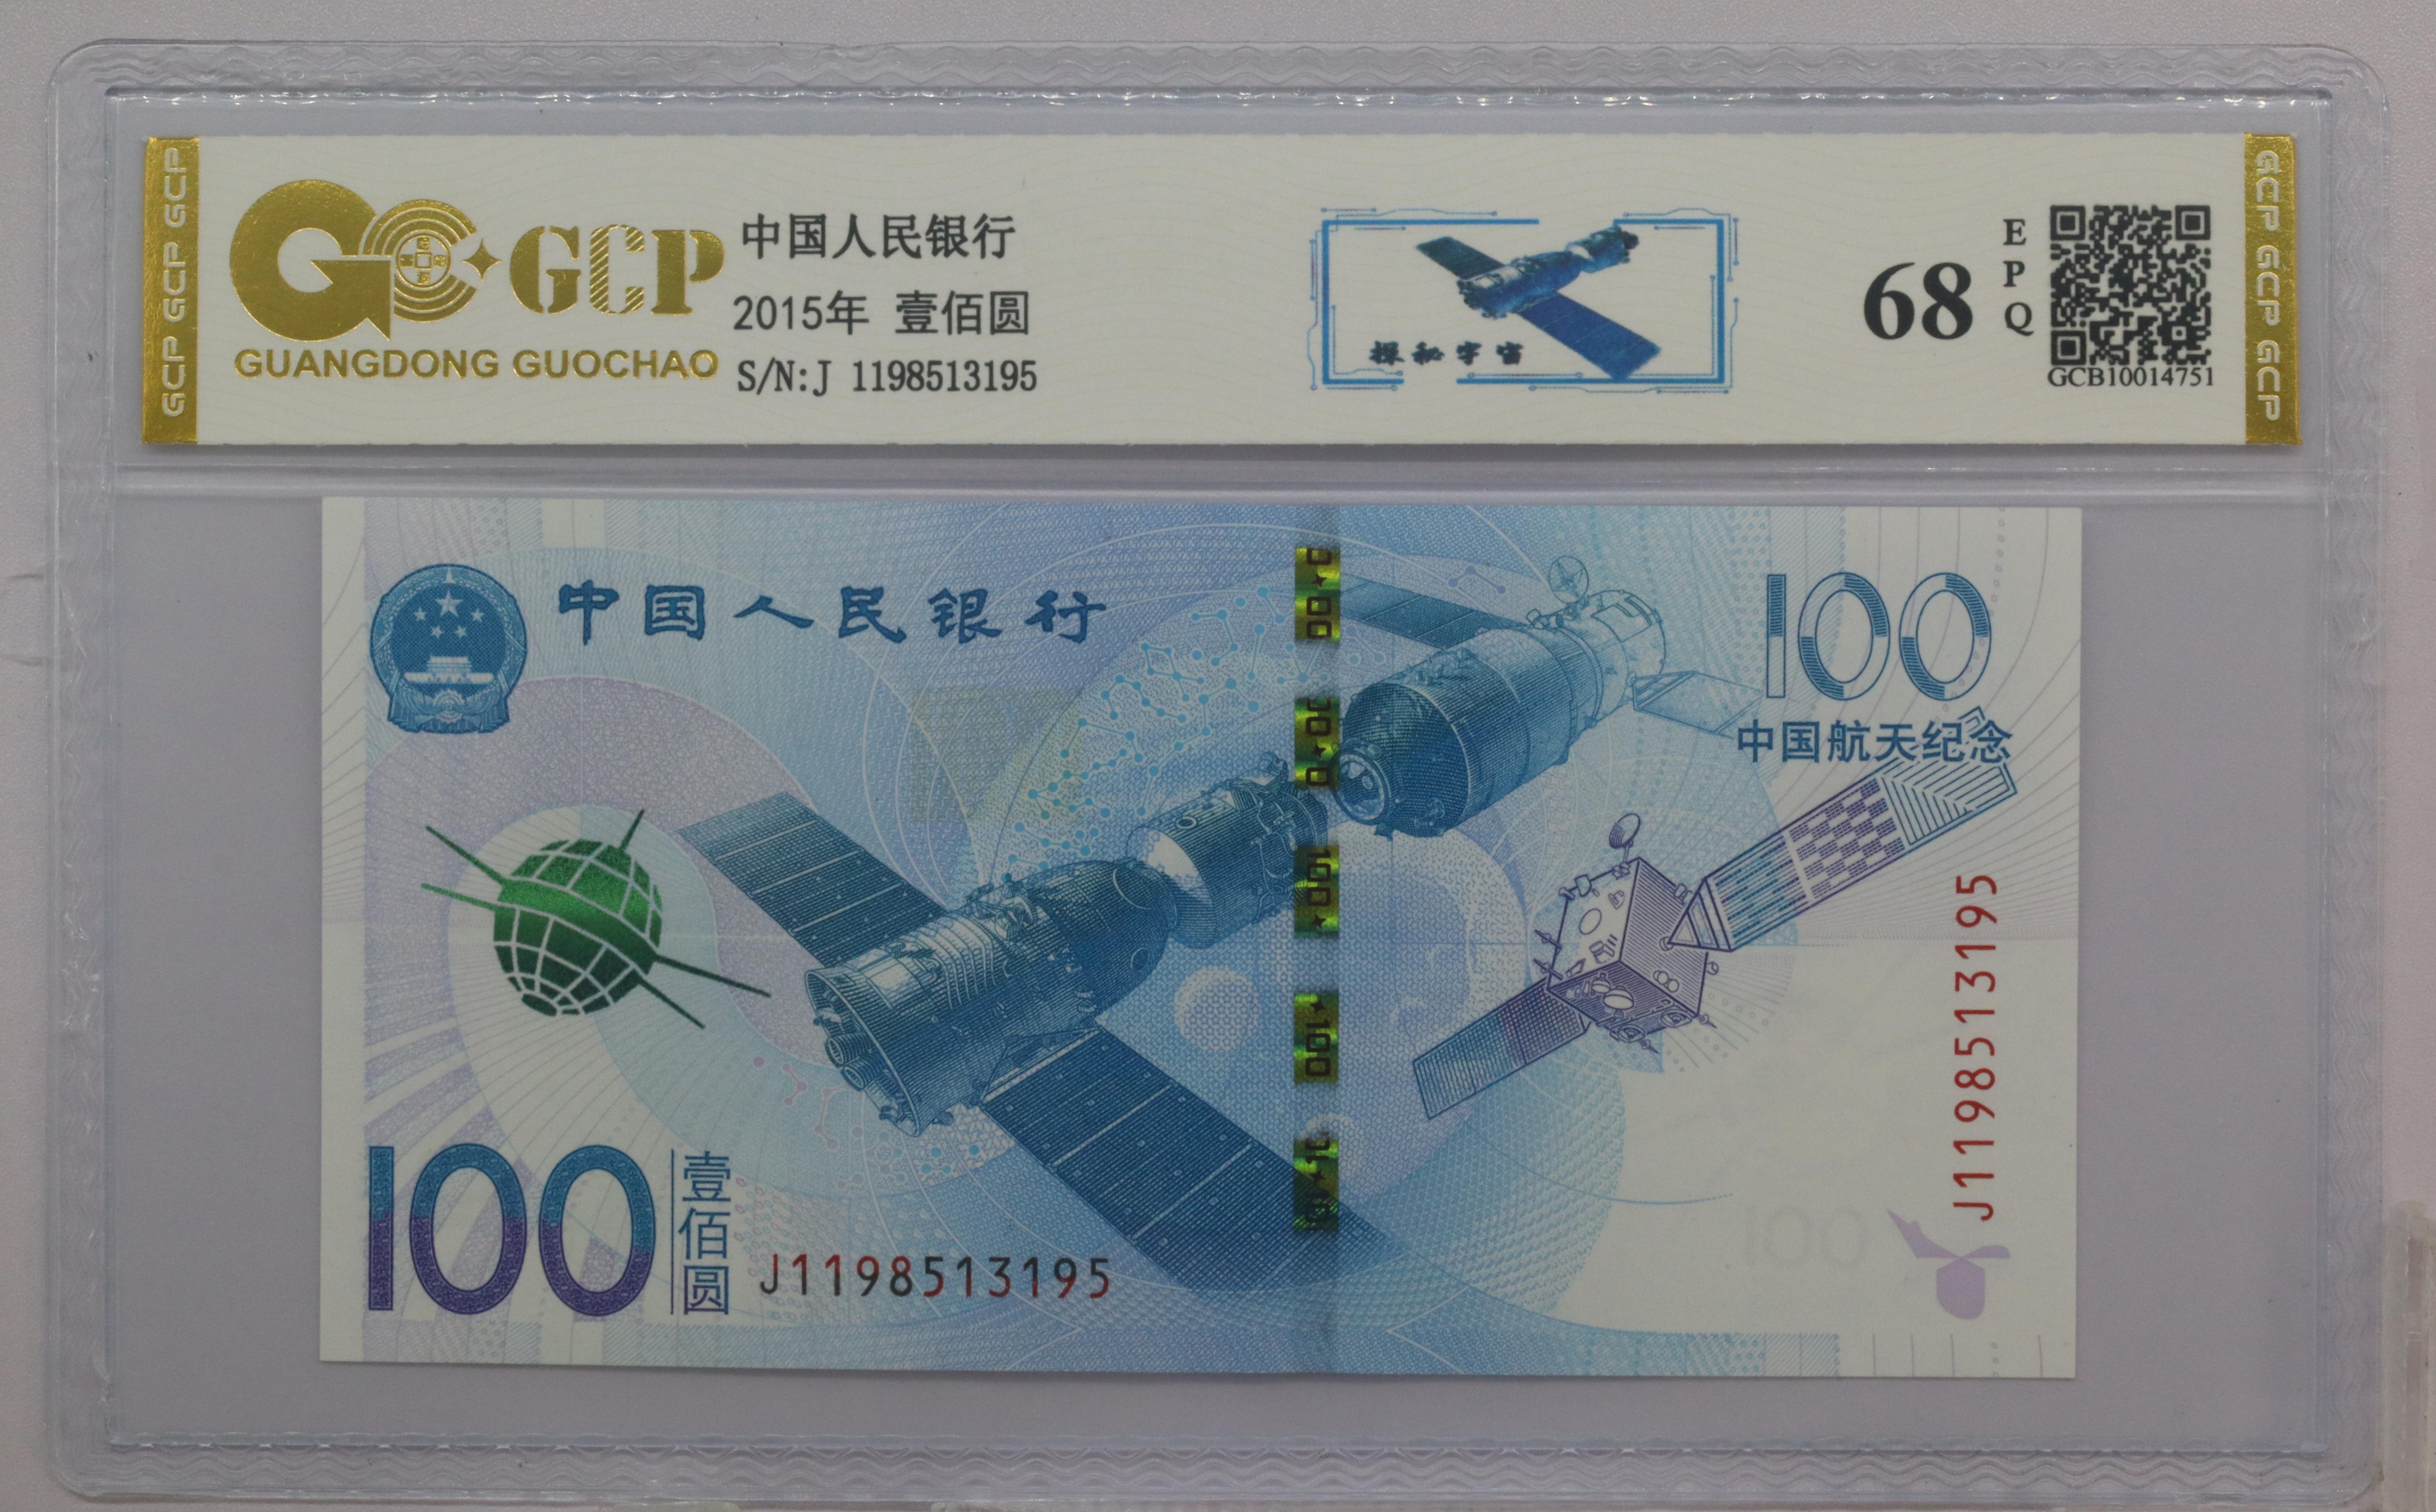 GCP GCP GCP
GCP
GUANGDONG GUOCHAO
中国人民银行
2015年 壹佰圆
S/N:J 1198513195
探秘宇宙
68
EPQ
GCB10014751
GCP GCP GCP
中国人民银行
100
中国航天纪念
J1198513195
100
壹佰圆
J1198513195